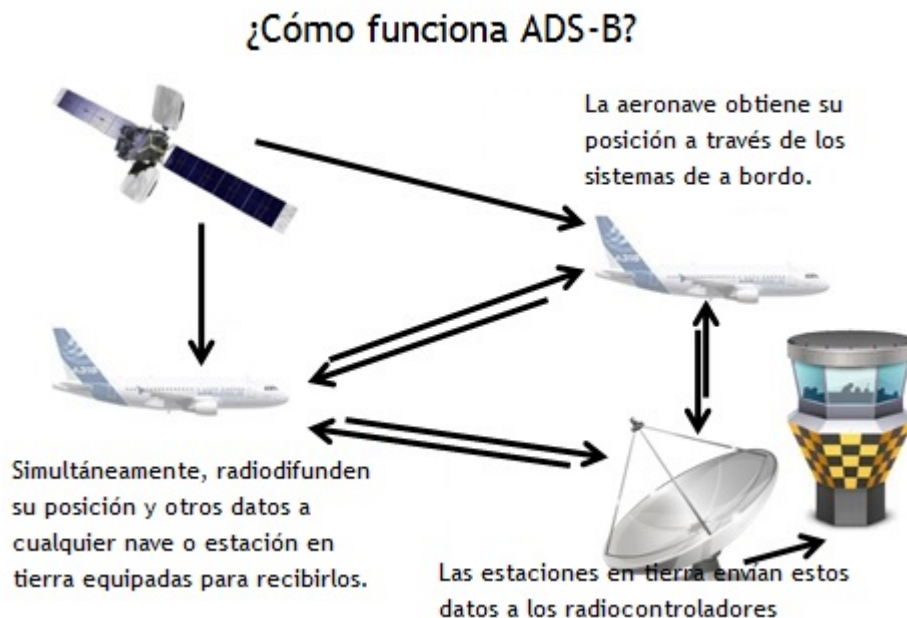 ¿Cómo funciona ADS-B?
La aeronave obtiene su
posición a través de los
sistemas de a bordo.
Simultáneamente, radiodifunden
su posición y otros datos a
cualquier nave o estación en
tierra equipadas para recibirlos.
Las estaciones en tierra envían estos
datos a los radiocontroladores